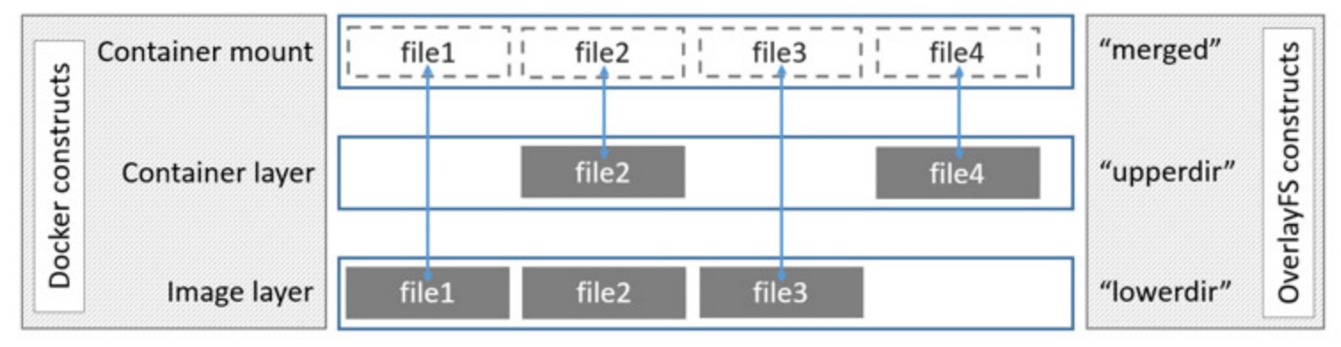 Docker constructs
Container mount
file1 file2 file3 file4
“merged”
Container layer
file2 file4
“upperdir”
Image layer
file1 file2 file3
“lowerdir”
OverlayFS constructs